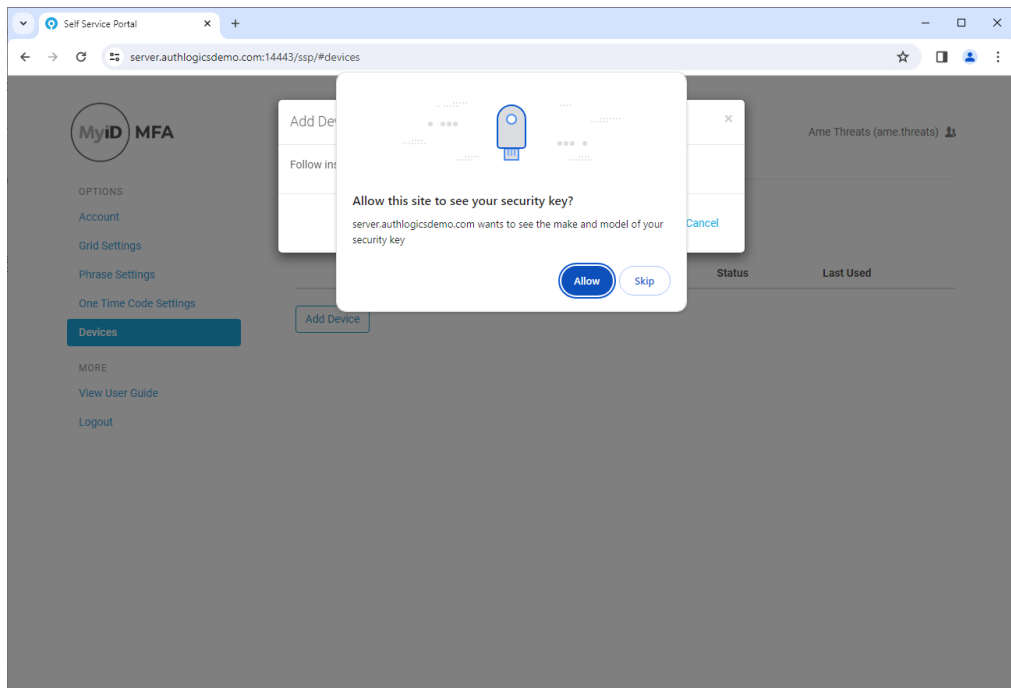 Self Service Portal
server.authlogicsdemo.com:14443/ssp/#devices
MyiD MFA
Ame Threats (ame.threats)
OPTIONS
Account
Grid Settings
Phrase Settings
One Time Code Settings
Devices
MORE
View User Guide
Logout
Add De
Follow ins
Cancel
Allow this site to see your security key?
server.authlogicsdemo.com wants to see the make and model of your
security key
Allow Skip
Status Last Used
Add Device